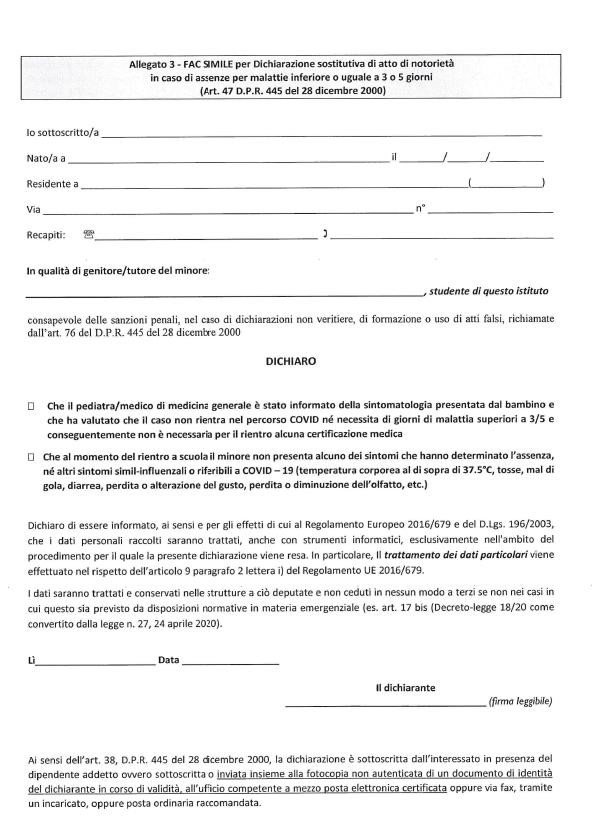 Allegato 3 - FAC SIMILE per Dichiarazione sostitutiva di atto di notorietà
in caso di assenze per malattie inferiore o uguale a 3 o 5 giorni
(Art. 47 D.P.R. 445 del 28 dicembre 2000)
Io sottoscritto/a ______
Nato/a a ______ il ______/______/______
Residente a ______(______)
Via ______ n° ______
Recapiti: ☏______ ______
In qualità di genitore/tutore del minore:
______, studente di questo istituto
consapevole delle sanzioni penali, nel caso di dichiarazioni non veritiere, di formazione o uso di atti falsi, richiamate
dall'art. 76 del D.P.R. 445 del 28 dicembre 2000
DICHIARO
□ Che il pediatra/medico di medicina generale è stato informato della sintomatologia presentata dal bambino e
che ha valutato che il caso non rientra nel percorso COVID né necessita di giorni di malattia superiori a 3/5 e
conseguentemente non è necessaria per il rientro alcuna certificazione medica
□ Che al momento del rientro a scuola il minore non presenta alcuno dei sintomi che hanno determinato l'assenza,
né altri sintomi simil-influenzali o riferibili a COVID – 19 (temperatura corporea al di sopra di 37.5°C, tosse, mal di
gola, diarrea, perdita o alterazione del gusto, perdita o diminuzione dell'olfatto, etc.)
Dichiaro di essere informato, ai sensi e per gli effetti di cui al Regolamento Europeo 2016/679 e del D.Lgs. 196/2003,
che i dati personali raccolti saranno trattati, anche con strumenti informatici, esclusivamente nell'ambito del
procedimento per il quale la presente dichiarazione viene resa. In particolare, Il trattamento dei dati particolari viene
effettuato nel rispetto dell'articolo 9 paragrafo 2 lettera i) del Regolamento UE 2016/679.
I dati saranno trattati e conservati nelle strutture a ciò deputate e non ceduti in nessun modo a terzi se non nei casi in
cui questo sia previsto da disposizioni normative in materia emergenziale (es. art. 17 bis (Decreto-legge 18/20 come
convertito dalla legge n. 27, 24 aprile 2020).
Lì______ Data ______
Il dichiarante
______ (firma leggibile)
Ai sensi dell'art. 38, D.P.R. 445 del 28 dicembre 2000, la dichiarazione è sottoscritta dall'interessato in presenza del
dipendente addetto ovvero sottoscritta o inviata insieme alla fotocopia non autenticata di un documento di identità
del dichiarante in corso di validità, all'ufficio competente a mezzo posta elettronica certificata oppure via fax, tramite
un incaricato, oppure posta ordinaria raccomandata.